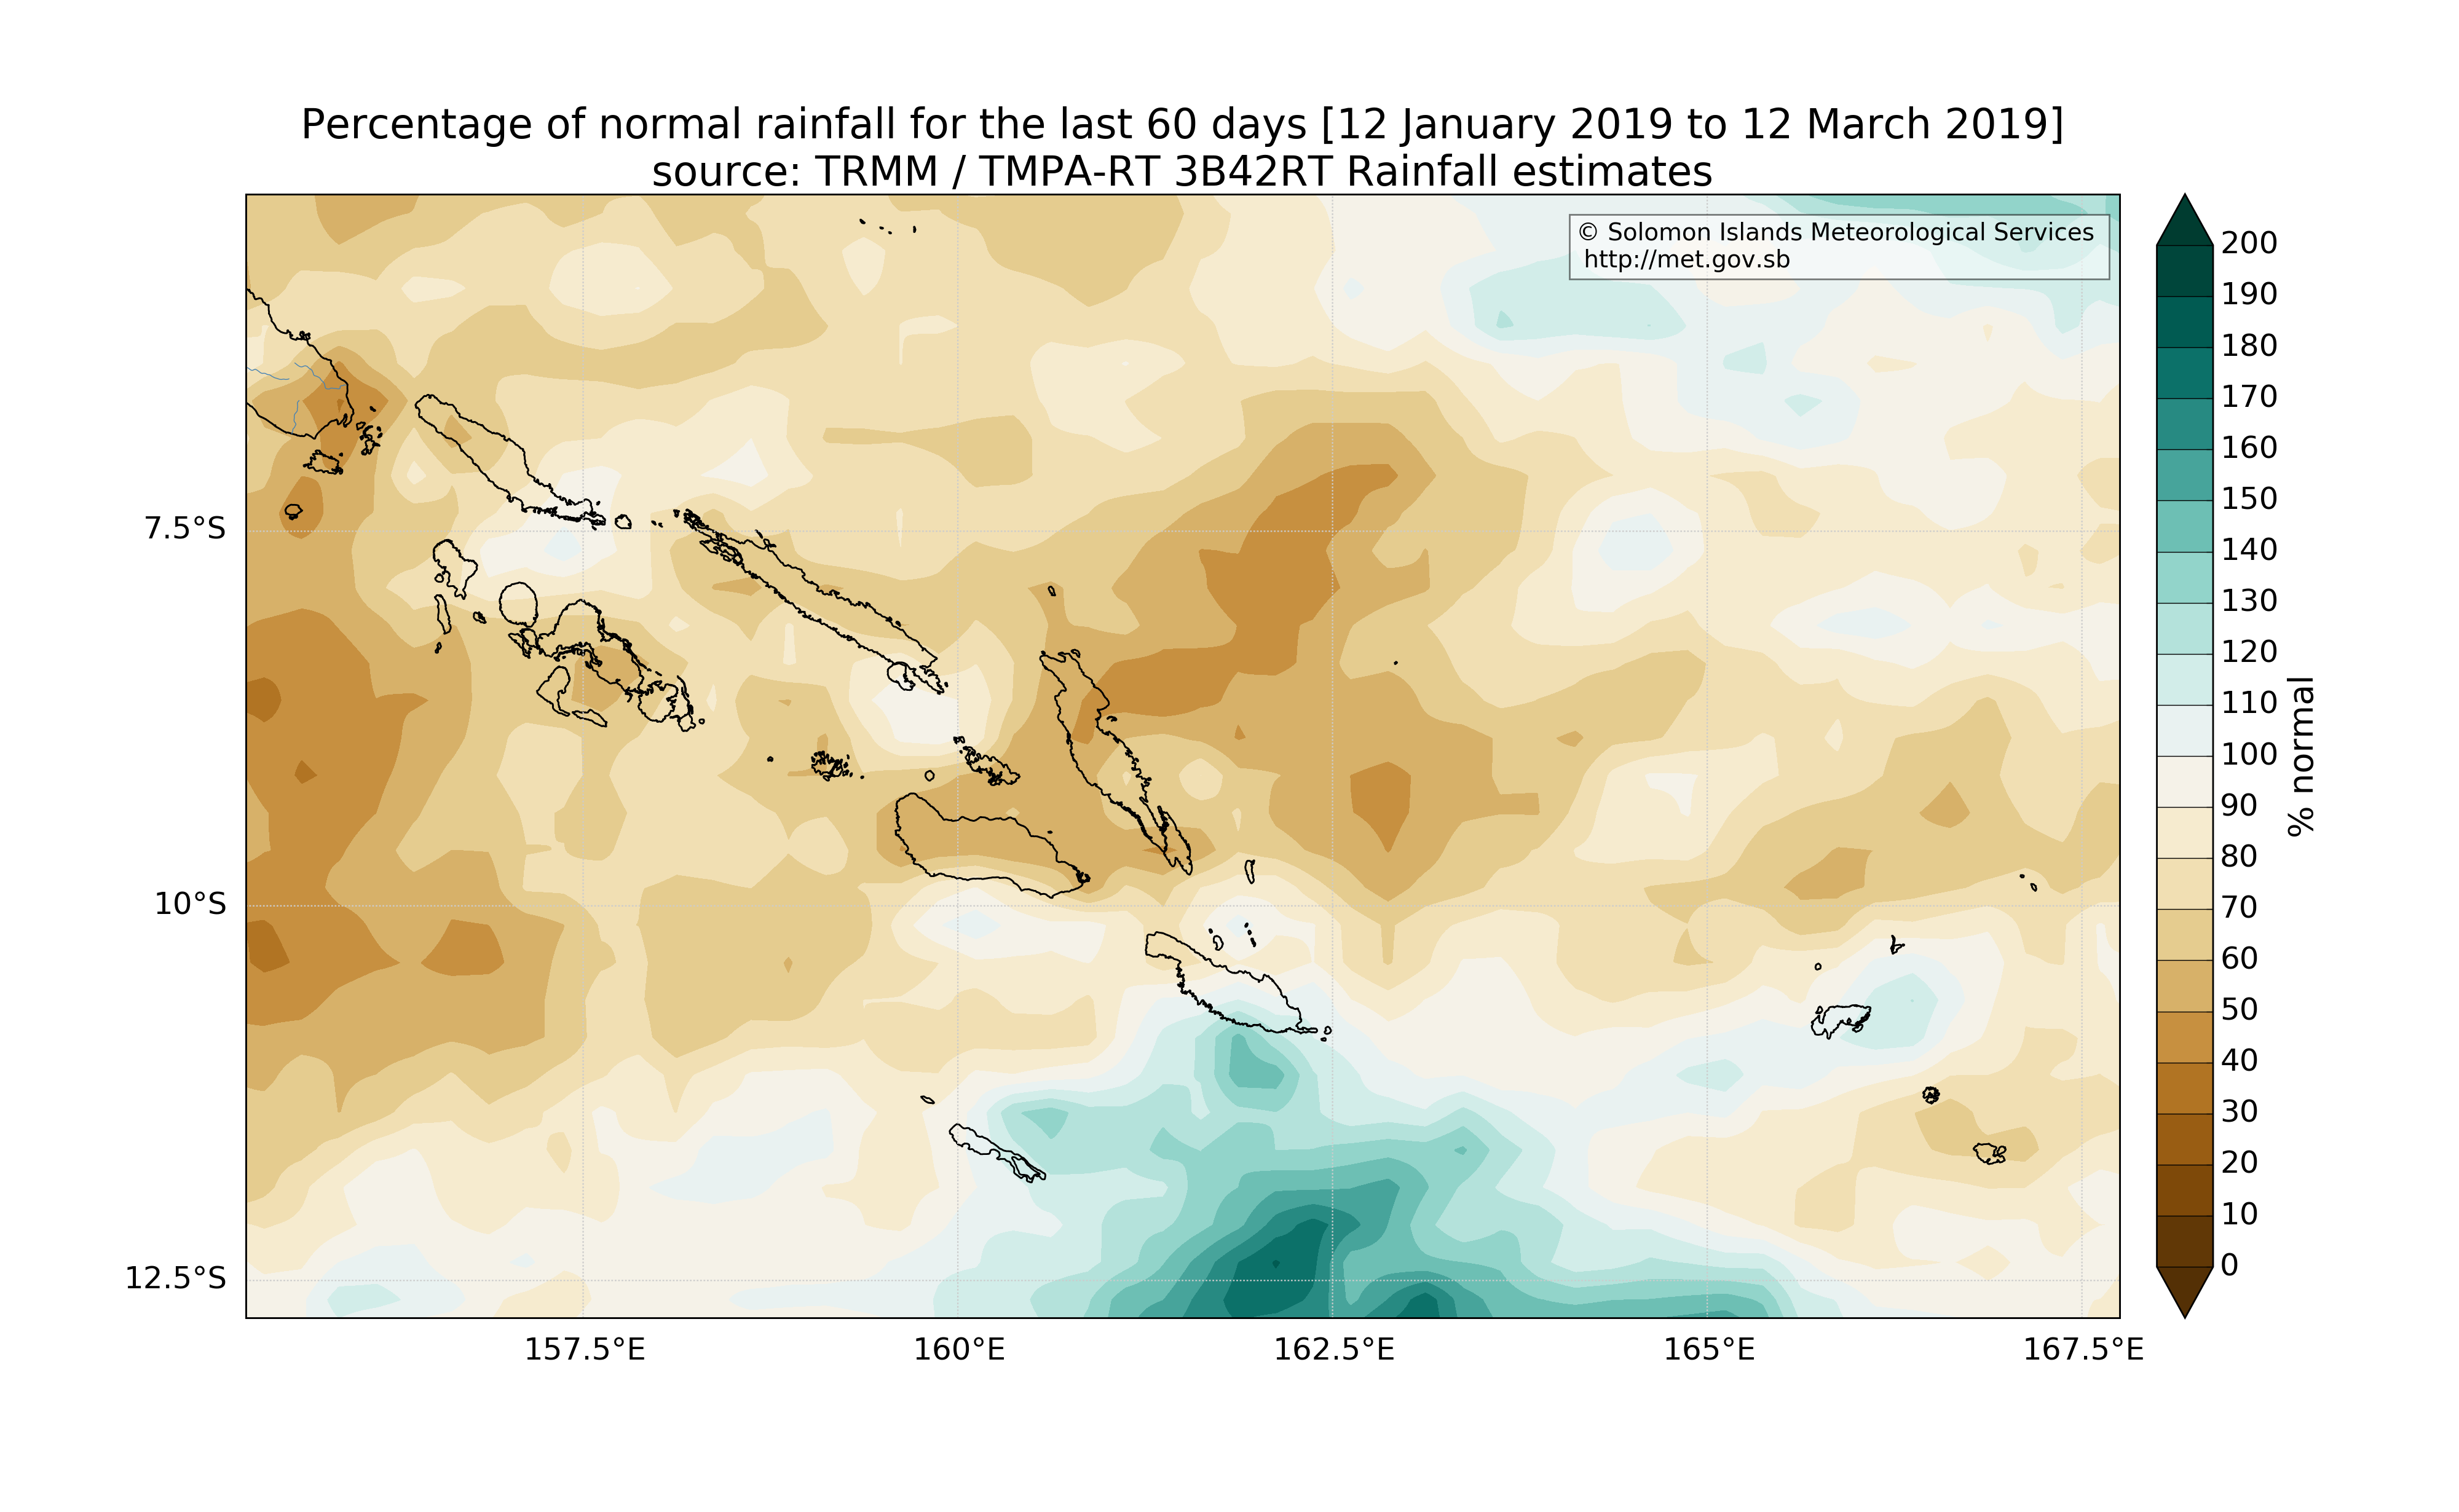 Percentage of normal rainfall for the last 60 days [12 January 2019 to 12 March 2019]
source: TRMM / TMPA-RT 3B42RT Rainfall estimates
© Solomon Islands Meteorological Services
http://met.gov.sb
7.5°S
10°S
12.5°S
157.5°E
160°E
162.5°E
165°E
167.5°E
200
190
180
170
160
150
140
130
120
110
100
90
80
70
60
50
40
30
20
10
0
% normal